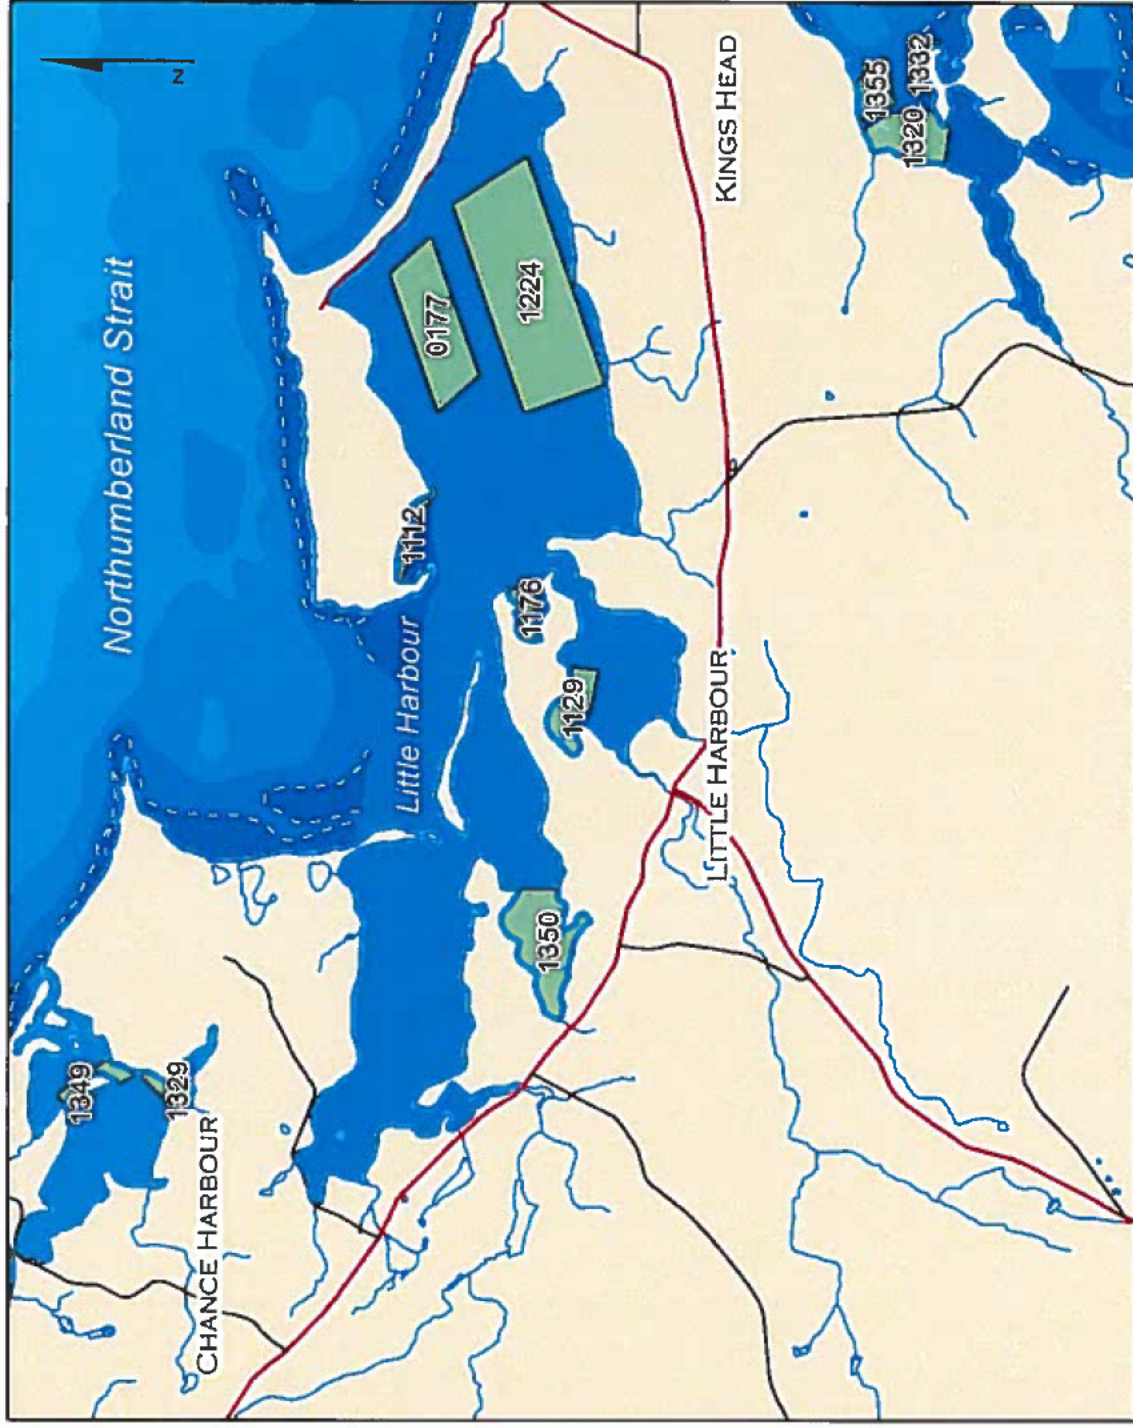 N
Northumberland Strait
Little Harbour
CHANCE HARBOUR
1349
1329
1350
1129
1176
1112
0177
1224
LITTLE HARBOUR
KINGS HEAD
1355
1320
1332